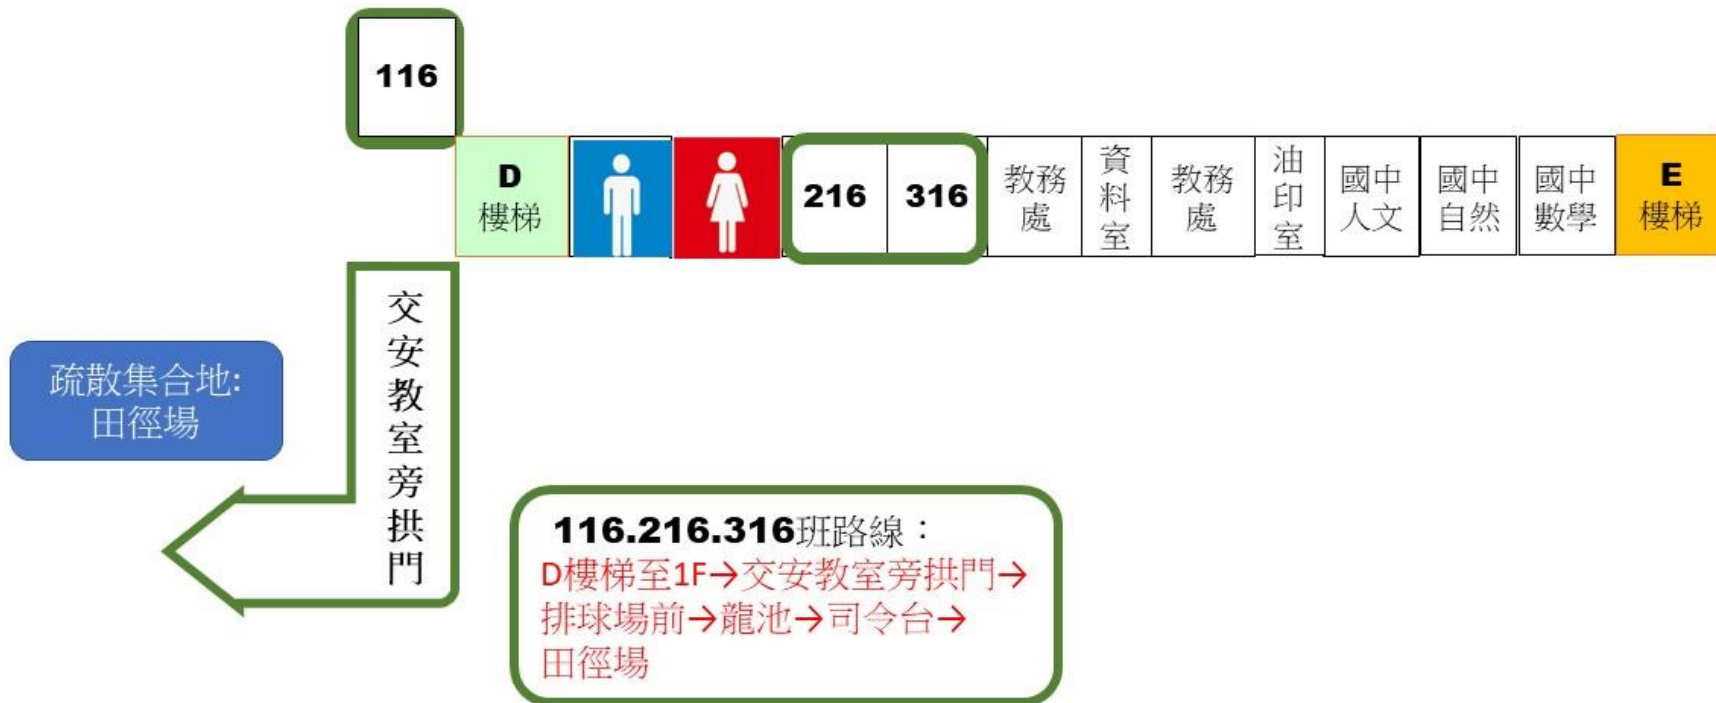 116
D
樓梯
216
316
教務
處
資
料
室
教務
處
油
印
室
國中
人文
國中
自然
國中
數學
E
樓梯
交
安
教
室
旁
拱
門
疏散集合地:
田徑場
116.216.316班路線：
D樓梯至1F→交安教室旁拱門→
排球場前→龍池→司令台→
田徑場